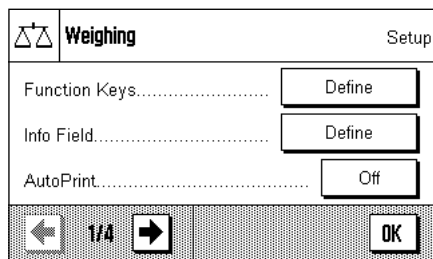 Weighing Setup
Function Keys........................ Define
Info Field............................... Define
AutoPrint..................................... Off
1/4 OK